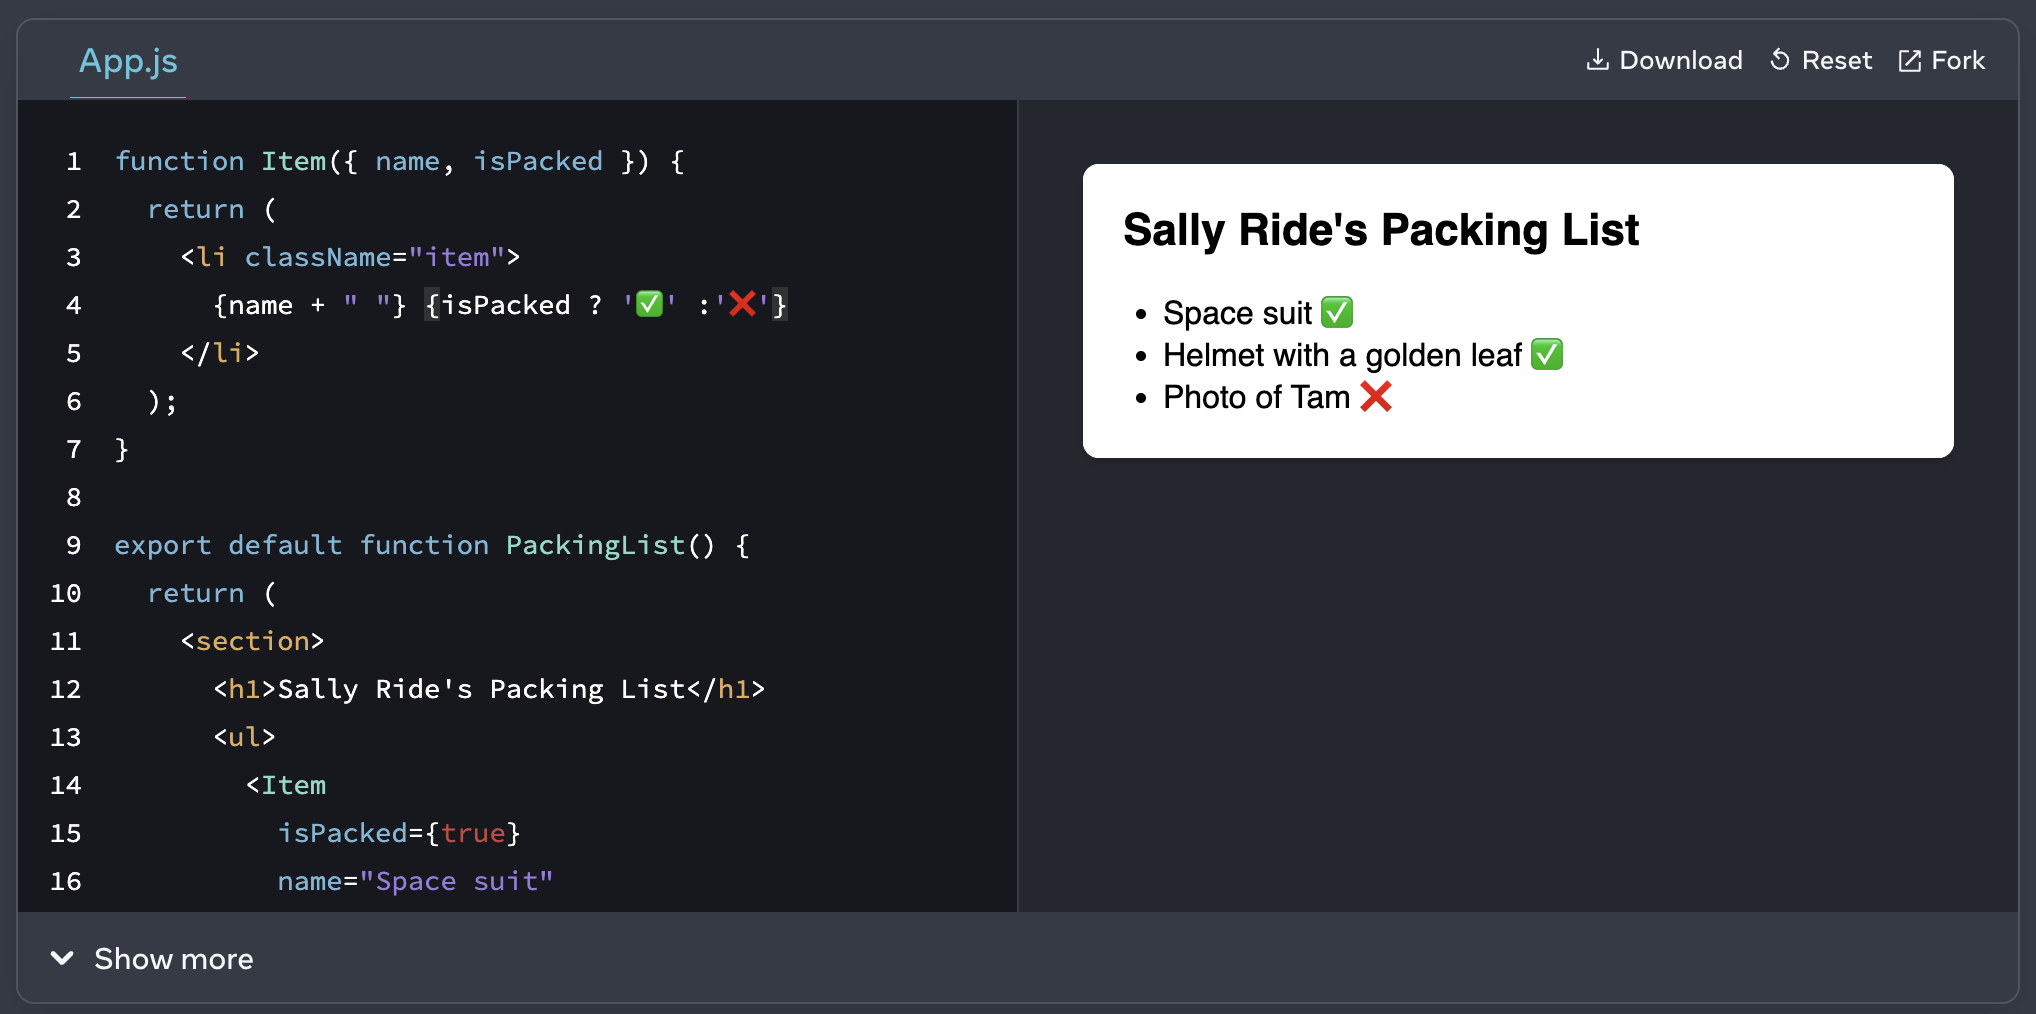 App.js
Download Reset Fork
1 function Item({ name, isPacked }) {
2 return (
3 <li className="item">
4 {name + " "} {isPacked ? '✅' :'❌'}
5 </li>
6 );
7 }
8
9 export default function PackingList() {
10 return (
11 <section>
12 <h1>Sally Ride's Packing List</h1>
13 <ul>
14 <Item
15 isPacked={true}
16 name="Space suit"
Show more
Sally Ride's Packing List
• Space suit ✅
• Helmet with a golden leaf ✅
• Photo of Tam ❌